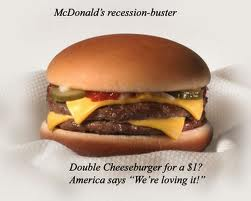 McDonald's recession-buster
Double Cheeseburger for a $1?
America says "We're loving it!"